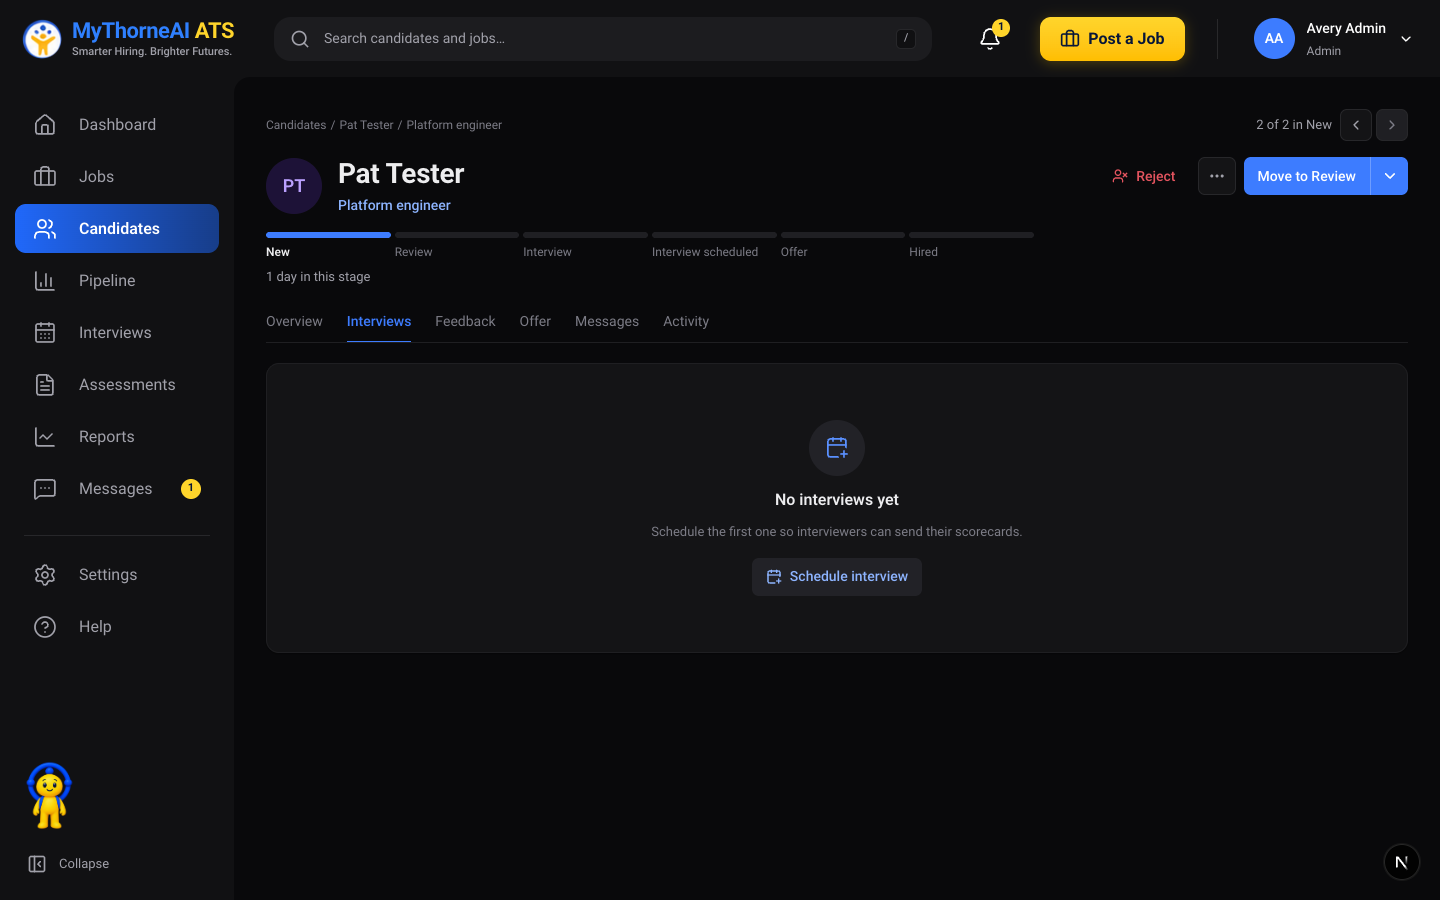 MyThorneAI ATS
Smarter Hiring. Brighter Futures.
Search candidates and jobs...
/
1
Post a Job
AA
Avery Admin
Admin
Dashboard
Jobs
Candidates
Pipeline
Interviews
Assessments
Reports
Messages
1
Settings
Help
Collapse
Candidates / Pat Tester / Platform engineer
2 of 2 in New
PT
Pat Tester
Platform engineer
Reject
Move to Review
New
Review
Interview
Interview scheduled
Offer
Hired
1 day in this stage
Overview
Interviews
Feedback
Offer
Messages
Activity
No interviews yet
Schedule the first one so interviewers can send their scorecards.
Schedule interview
N